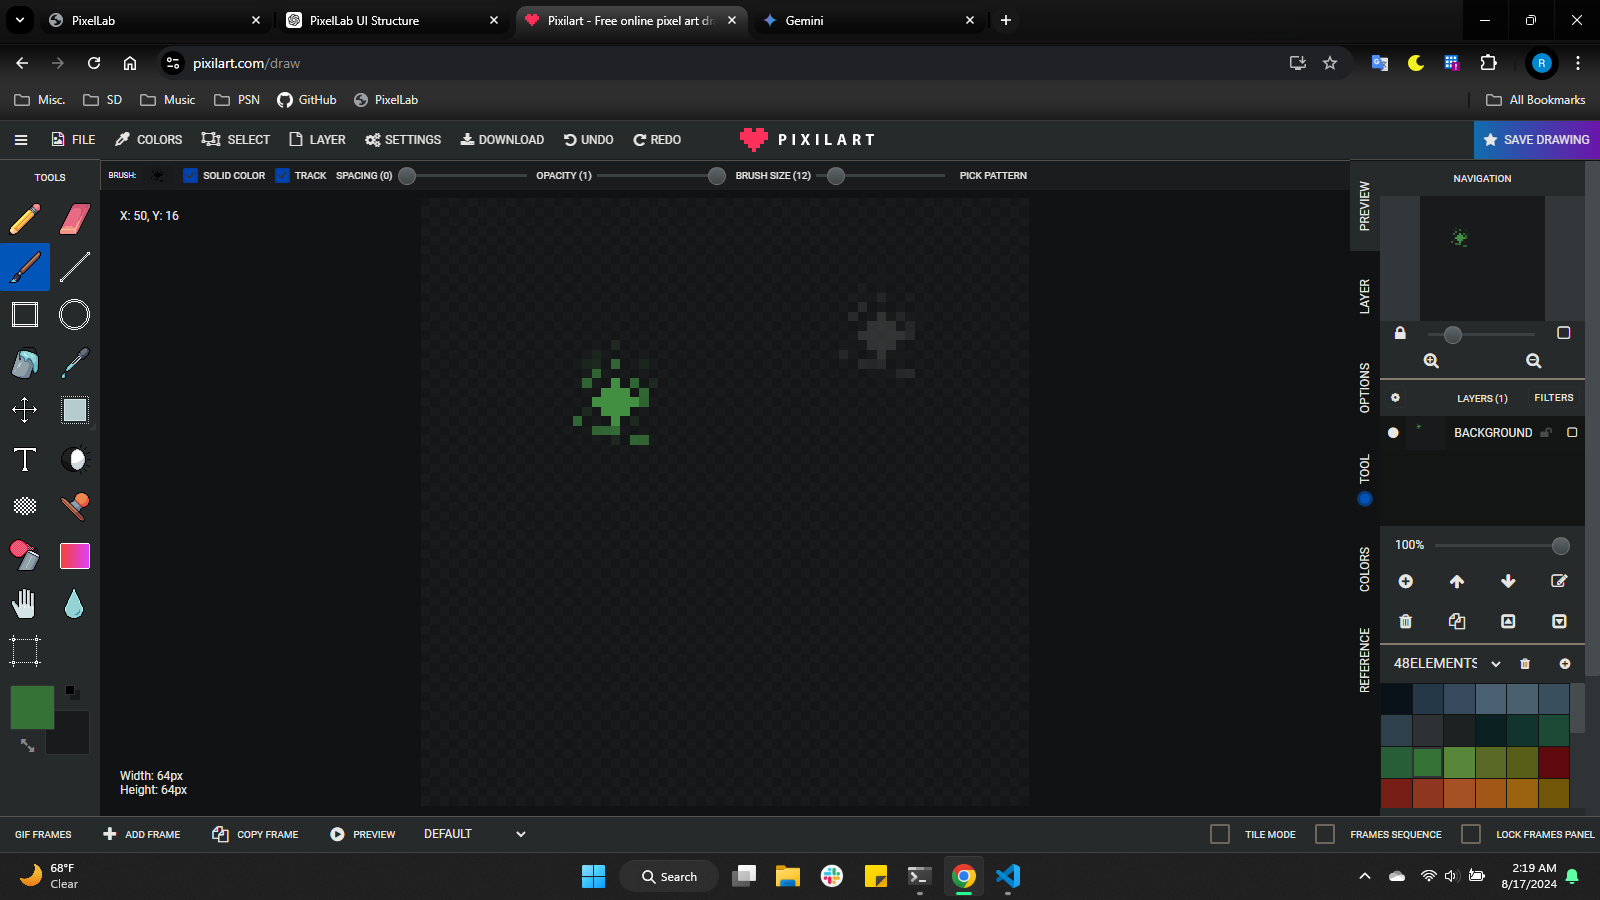 PixelLab
PixelLab UI Structure
Pixilart - Free online pixel art dr
Gemini
pixilart.com/draw
R
Misc.
SD
Music
PSN
GitHub
PixelLab
All Bookmarks
FILE
COLORS
SELECT
LAYER
SETTINGS
DOWNLOAD
UNDO
REDO
PIXILART
SAVE DRAWING
TOOLS
BRUSH:
SOLID COLOR
TRACK
SPACING (0)
OPACITY (1)
BRUSH SIZE (12)
PICK PATTERN
X: 50, Y: 16
PREVIEW
LAYER
OPTIONS
TOOL
COLORS
REFERENCE
NAVIGATION
LAYERS (1)
FILTERS
BACKGROUND
100%
48ELEMENTS
Width: 64px
Height: 64px
GIF FRAMES
ADD FRAME
COPY FRAME
PREVIEW
DEFAULT
TILE MODE
FRAMES SEQUENCE
LOCK FRAMES PANEL
68°F
Clear
Search
2:19 AM
8/17/2024